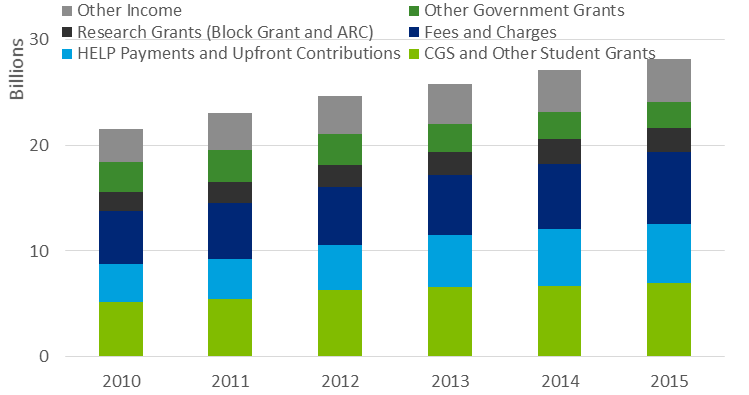 Other Income
Other Government Grants
Research Grants (Block Grant and ARC)
Fees and Charges
HELP Payments and Upfront Contributions
CGS and Other Student Grants
Billions
30
20
10
0
2010 2011 2012 2013 2014 2015